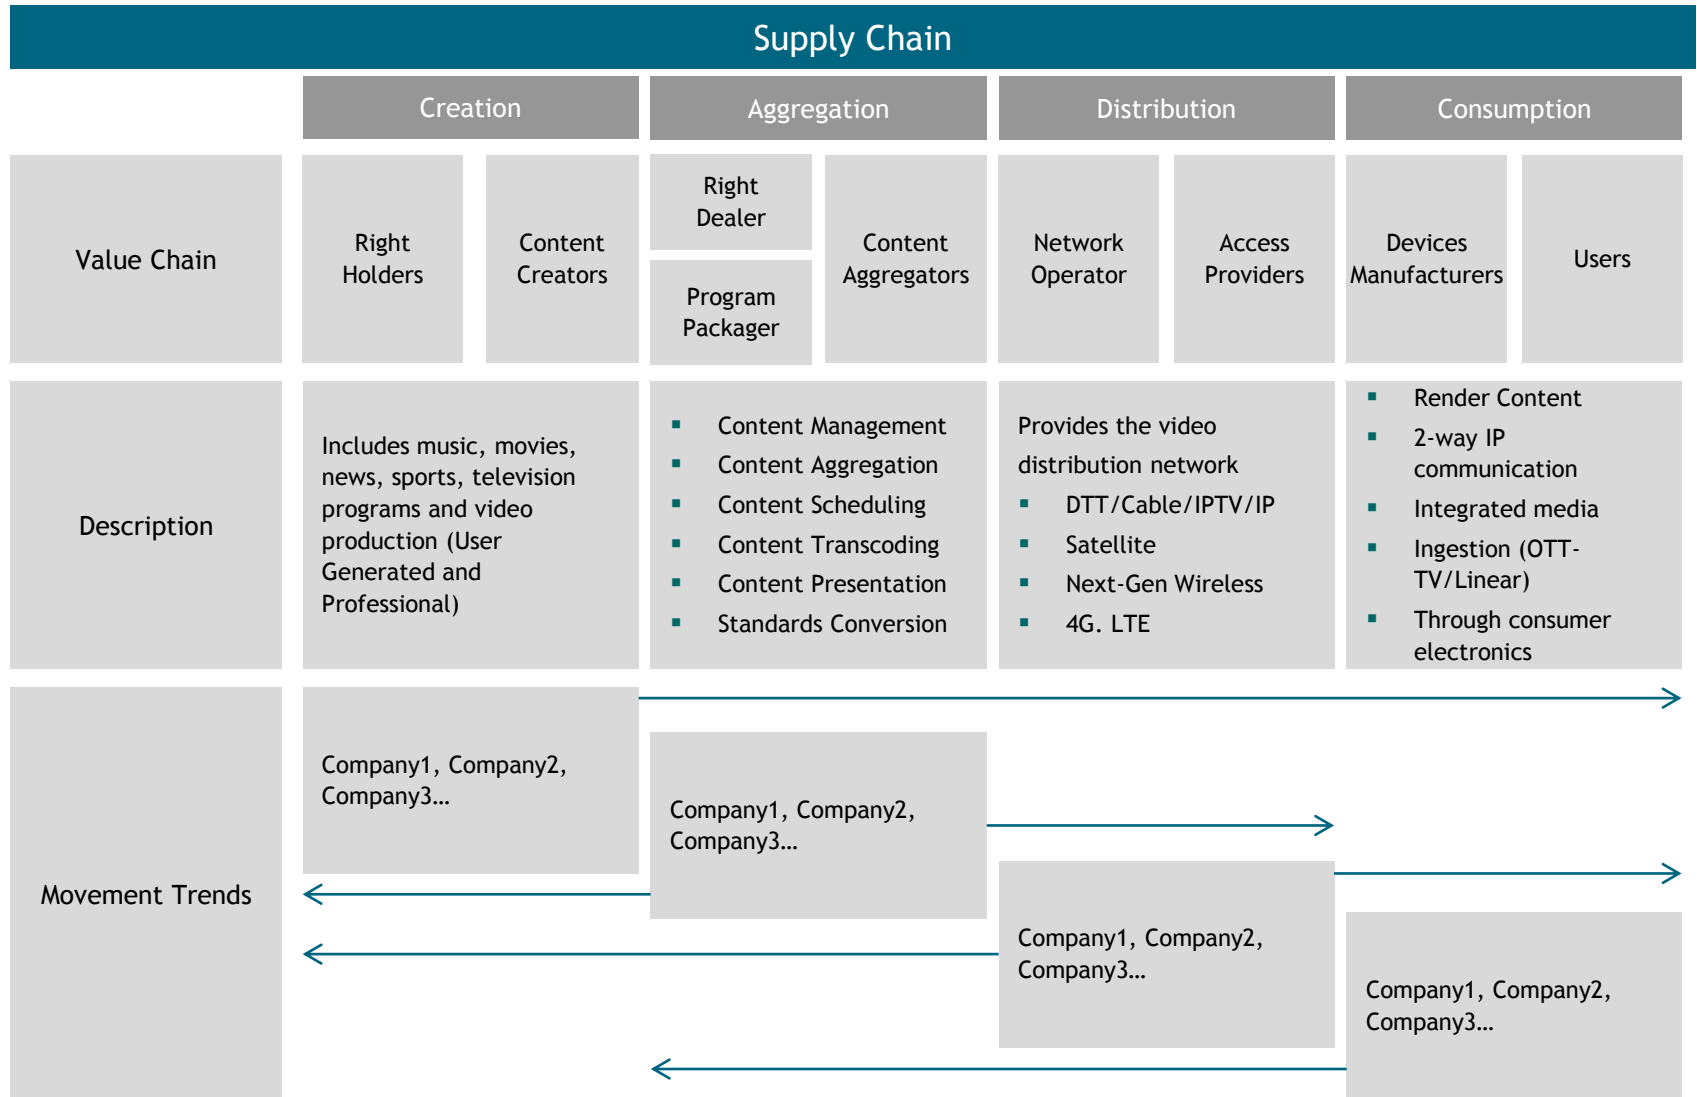 Supply Chain
Creation
Aggregation
Distribution
Consumption
Value Chain
Right
Holders
Content
Creators
Right
Dealer
Program
Packager
Content
Aggregators
Network
Operator
Access
Providers
Devices
Manufacturers
Users
Description
Includes music, movies,
news, sports, television
programs and video
production (User
Generated and
Professional)
Content Management
Content Aggregation
Content Scheduling
Content Transcoding
Content Presentation
Standards Conversion
Provides the video
distribution network
DTT/Cable/IPTV/IP
Satellite
Next-Gen Wireless
4G. LTE
Render Content
2-way IP
communication
Integrated media
Ingestion (OTT-
TV/Linear)
Through consumer
electronics
Movement Trends
Company1, Company2,
Company3…
Company1, Company2,
Company3…
Company1, Company2,
Company3…
Company1, Company2,
Company3…